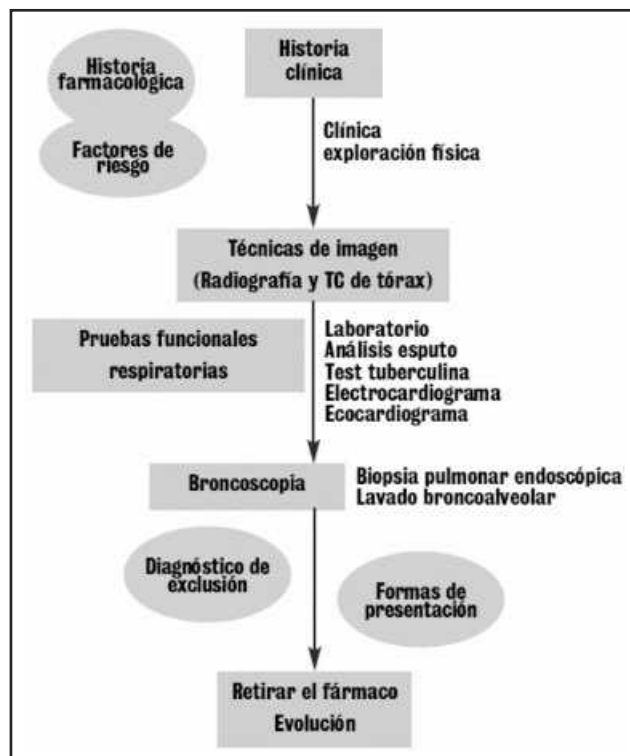 Historia
farmacológica
Factores de
riesgo
Historia
clínica
Clínica
exploración física
Técnicas de imagen
(Radiografía y TC de tórax)
Pruebas funcionales
respiratorias
Laboratorio
Análisis esputo
Test tuberculina
Electrocardiograma
Ecocardiograma
Broncoscopia
Biopsia pulmonar endoscópica
Lavado broncoalveolar
Diagnóstico de
exclusión
Formas de
presentación
Retirar el fármaco
Evolución